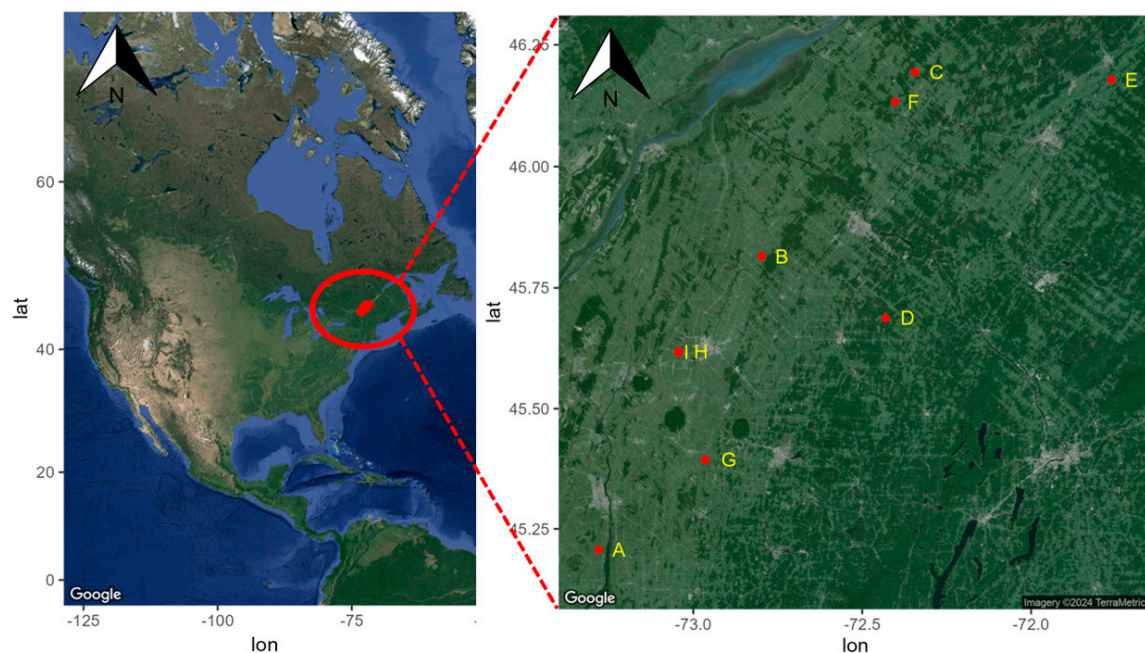 N
lat
60
40
20
0
Google
-125
-100
-75
lon
N
lat
46.25
46.00
45.75
45.50
45.25
C
E
F
B
D
I H
G
A
Google
Imagery ©2024 TerraMetric
-73.0
-72.5
-72.0
lon